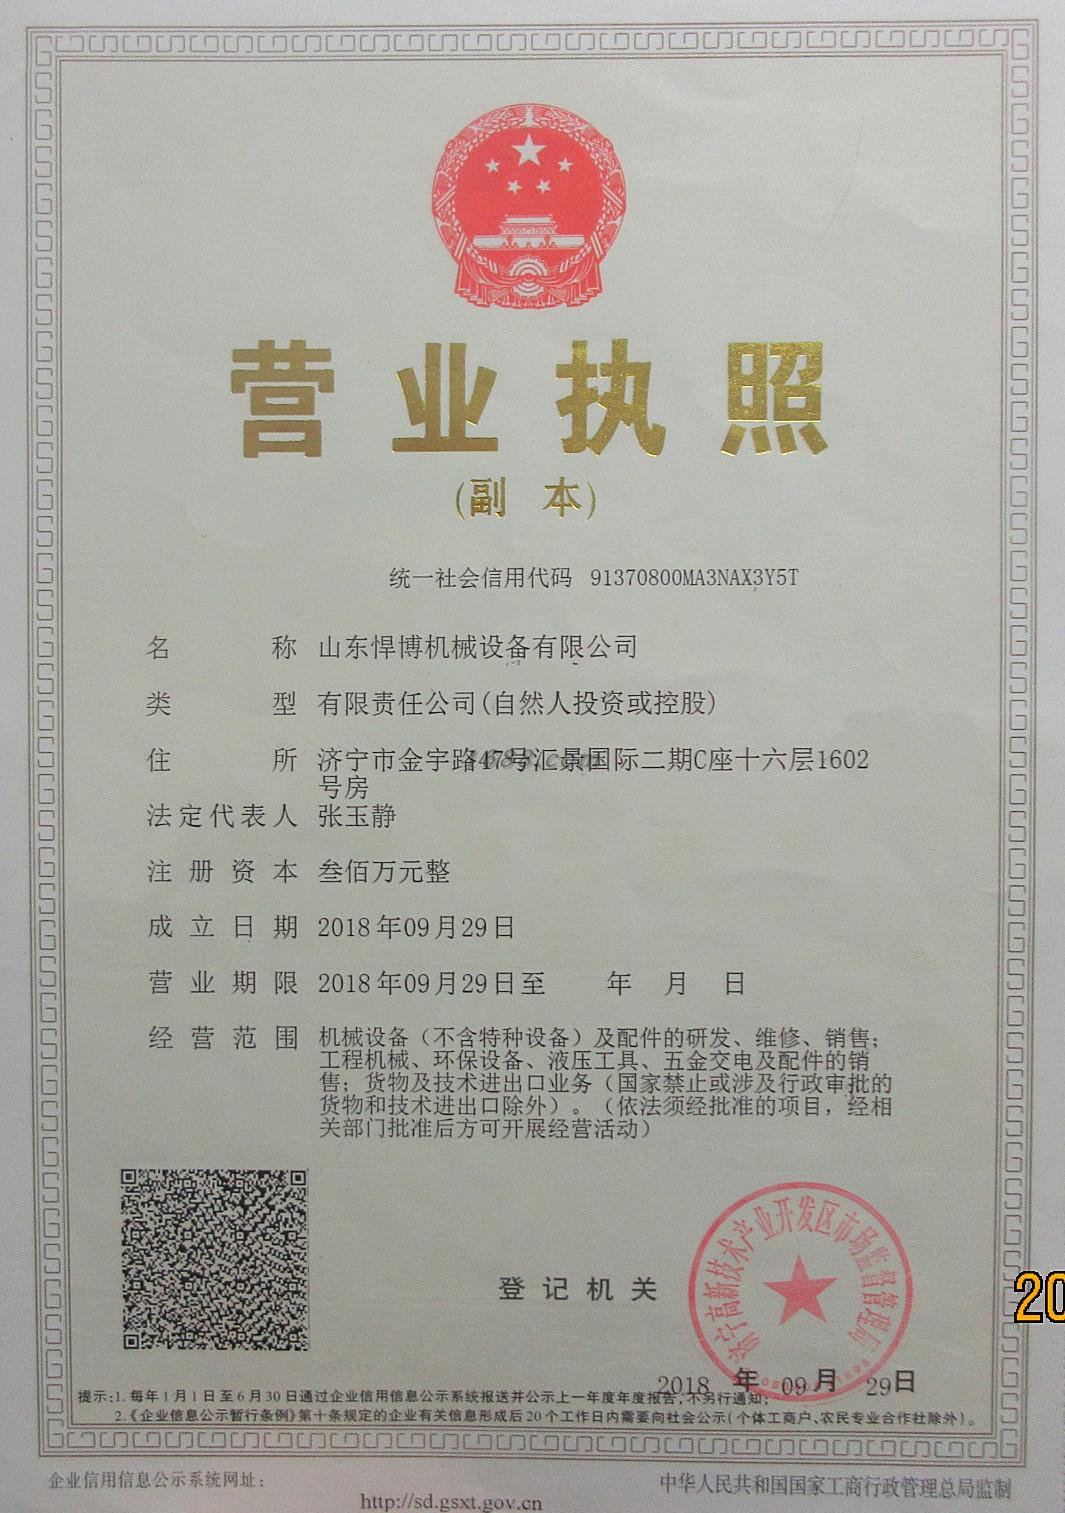 营业执照
(副 本)
统一社会信用代码 91370800MA3NAX3Y5T
名 称 山东悍博机械设备有限公司
类 型 有限责任公司(自然人投资或控股)
住 所 济宁市金宇路47号汇景国际二期C座十六层1602
号房
法定代表人 张玉静
注册资本 叁佰万元整
成立日期 2018年09月29日
营业期限 2018年09月29日至 年 月 日
经营范围 机械设备（不含特种设备）及配件的研发、维修、销售；
工程机械、环保设备、液压工具、五金交电及配件的销
售；货物及技术进出口业务（国家禁止或涉及行政审批的
货物和技术进出口除外）。（依法须经批准的项目，经相
关部门批准后方可开展经营活动）
登记机关
济宁高新技术产业开发区市场监督管理局
2018年09月29日
20
提示:1.每年1月1日至6月30日通过企业信用信息公示系统报送并公示上一年度年度报告,不另行通知;
2.《企业信息公示暂行条例》第十条规定的企业有关信息形成后20个工作日内需要向社会公示(个体工商户、农民专业合作社除外)。
企业信用信息公示系统网址:
http://sd.gsxt.gov.cn
中华人民共和国国家工商行政管理总局监制